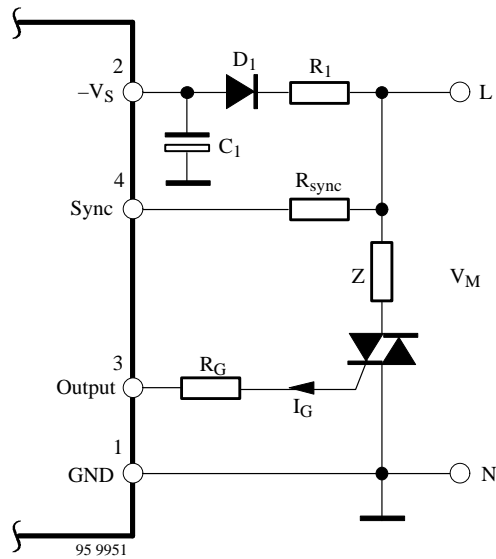 2
D1
R1
–VS
L
C1
4
Rsync
Sync
Z
VM
3
RG
Output
IG
1
GND
N
95 9951